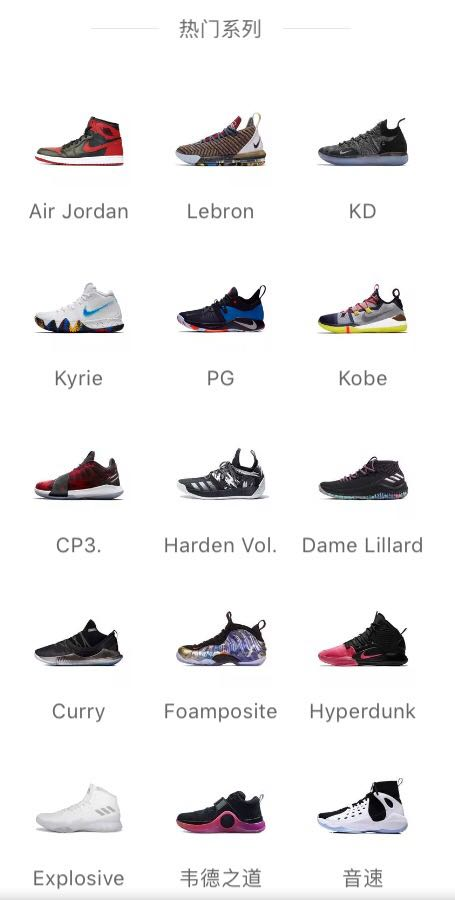 热门系列
Air Jordan Lebron KD
Kyrie PG Kobe
CP3. Harden Vol. Dame Lillard
Curry Foamposite Hyperdunk
Explosive 韦德之道 音速